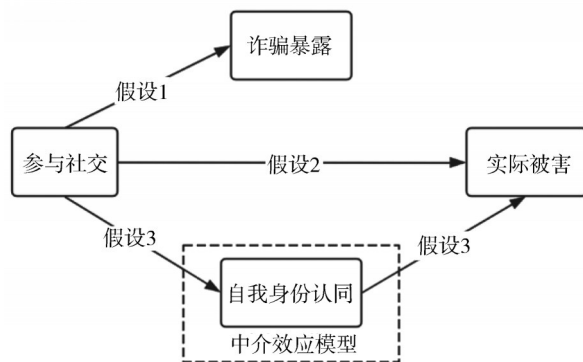 诈骗暴露
假设1
参与社交
假设2
实际被害
假设3
假设3
自我身份认同
中介效应模型